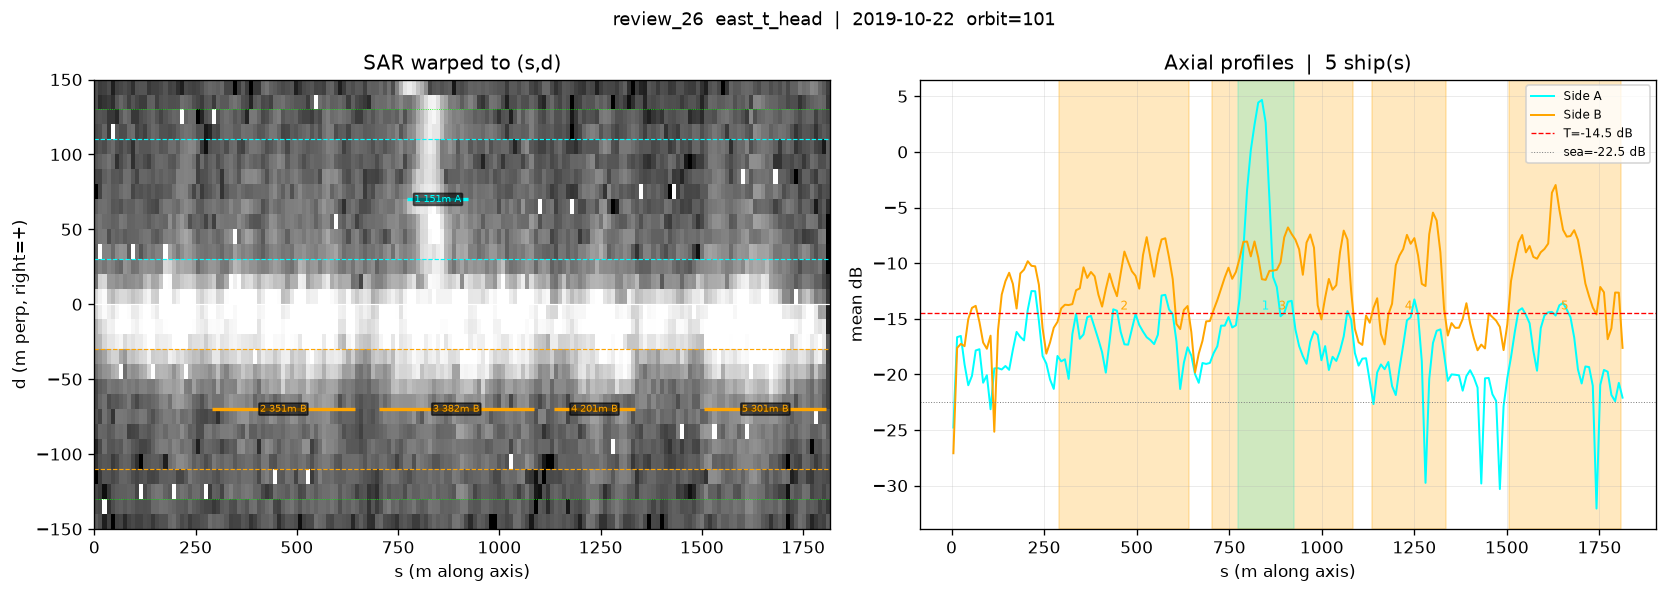 review_26  east_t_head  |  2019-10-22  orbit=101
SAR warped to (s,d)
150
100
50
0
−50
−100
−150
d (m perp, right=+)
1 151m A
2 351m B
3 382m B
4 201m B
5 301m B
0
250
500
750
1000
1250
1500
1750
s (m along axis)
Axial profiles  |  5 ship(s)
5
0
−5
−10
−15
−20
−25
−30
mean dB
Side A
Side B
T=-14.5 dB
sea=-22.5 dB
2
1
3
4
5
0
250
500
750
1000
1250
1500
1750
s (m along axis)